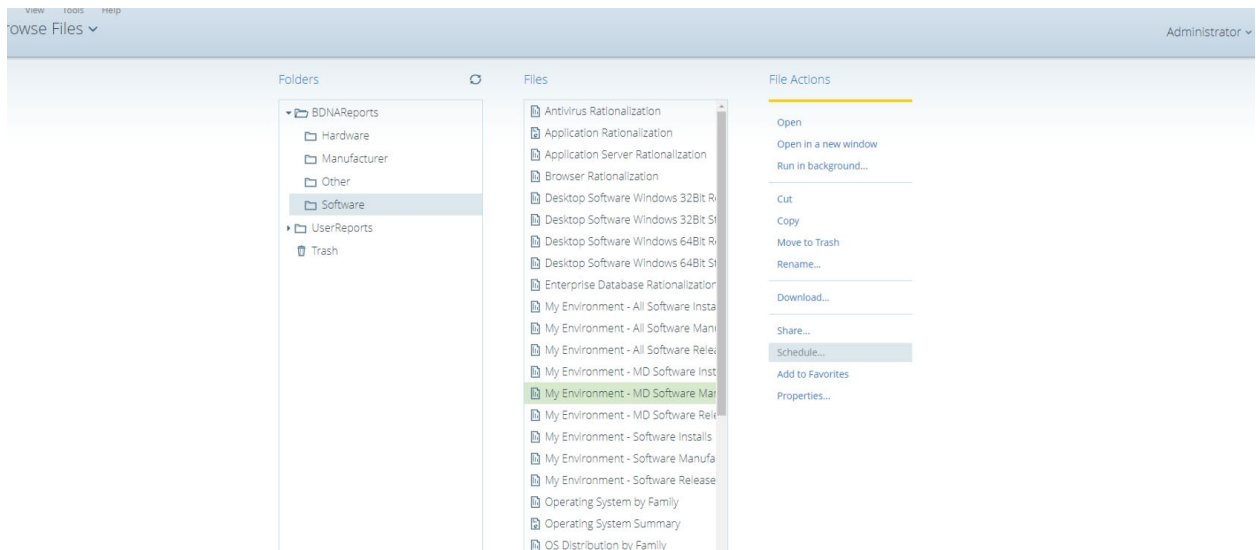 View Tools Help
rowse Files
Administrator
Folders
BDNAReports
Hardware
Manufacturer
Other
Software
UserReports
Trash
Files
Antivirus Rationalization
Application Rationalization
Application Server Rationalization
Browser Rationalization
Desktop Software Windows 32Bit R
Desktop Software Windows 32Bit St
Desktop Software Windows 64Bit R
Desktop Software Windows 64Bit St
Enterprise Database Rationalization
My Environment - All Software Insta
My Environment - All Software Man
My Environment - All Software Relea
My Environment - MD Software Inst
My Environment - MD Software Mar
My Environment - MD Software Rele
My Environment - Software Installs
My Environment - Software Manufa
My Environment - Software Release
Operating System by Family
Operating System Summary
OS Distribution by Family
File Actions
Open
Open in a new window
Run in background...
Cut
Copy
Move to Trash
Rename...
Download...
Share...
Schedule...
Add to Favorites
Properties...